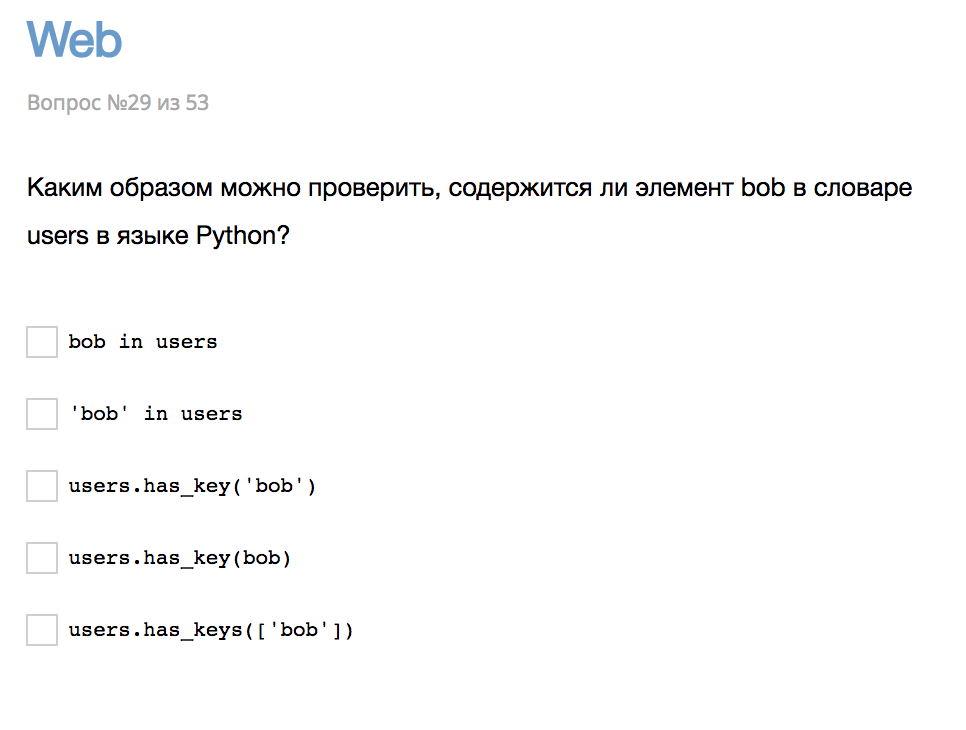 Web
Вопрос №29 из 53
Каким образом можно проверить, содержится ли элемент bob в словаре
users в языке Python?
bob in users
'bob' in users
users.has_key('bob')
users.has_key(bob)
users.has_keys(['bob'])